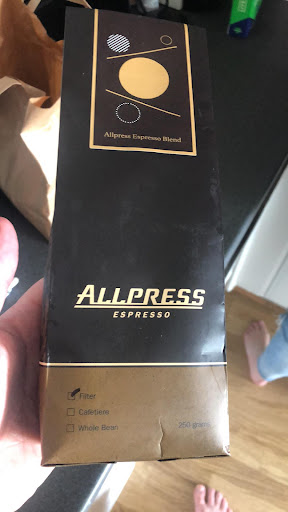 Allpress Espresso Blend
ALLPRESS
ESPRESSO
Filter
Cafetiere
Whole Bean
250 grams